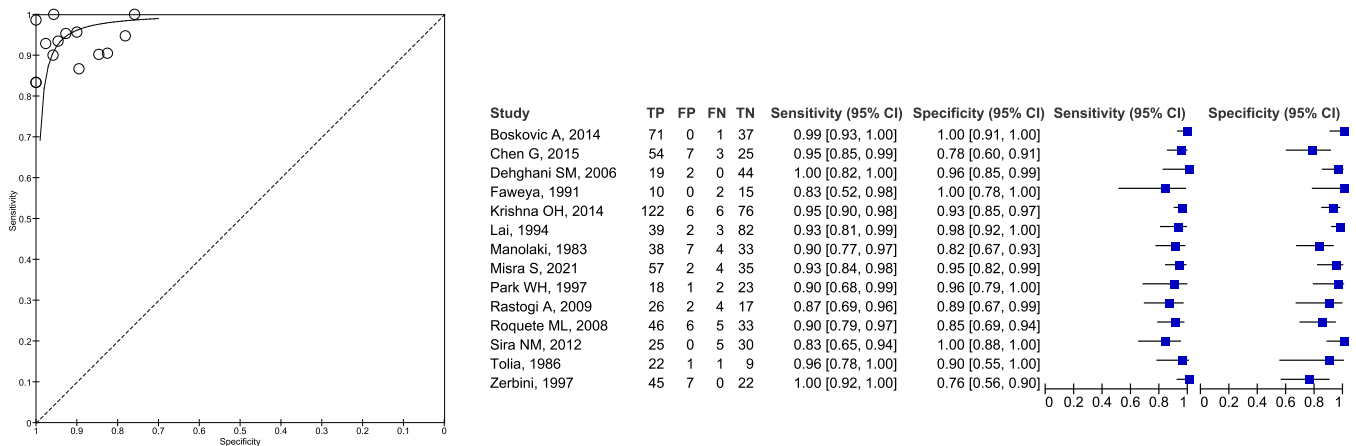 1
0.9
0.8
0.7
0.6
0.5
0.4
0.3
0.2
0.1
0
Sensitivity
1 0.9 0.8 0.7 0.6 0.5 0.4 0.3 0.2 0.1 0
Specificity
Study TP FP FN TN Sensitivity (95% CI) Specificity (95% CI) Sensitivity (95% CI) Specificity (95% CI)
Boskovic A, 2014 71 0 1 37 0.99 [0.93, 1.00] 1.00 [0.91, 1.00]
Chen G, 2015 54 7 3 25 0.95 [0.85, 0.99] 0.78 [0.60, 0.91]
Dehghani SM, 2006 19 2 0 44 1.00 [0.82, 1.00] 0.96 [0.85, 0.99]
Faweya, 1991 10 0 2 15 0.83 [0.52, 0.98] 1.00 [0.78, 1.00]
Krishna OH, 2014 122 6 6 76 0.95 [0.90, 0.98] 0.93 [0.85, 0.97]
Lai, 1994 39 2 3 82 0.93 [0.81, 0.99] 0.98 [0.92, 1.00]
Manolaki, 1983 38 7 4 33 0.90 [0.77, 0.97] 0.82 [0.67, 0.93]
Misra S, 2021 57 2 4 35 0.93 [0.84, 0.98] 0.95 [0.82, 0.99]
Park WH, 1997 18 1 2 23 0.90 [0.68, 0.99] 0.96 [0.79, 1.00]
Rastogi A, 2009 26 2 4 17 0.87 [0.69, 0.96] 0.89 [0.67, 0.99]
Roquete ML, 2008 46 6 5 33 0.90 [0.79, 0.97] 0.85 [0.69, 0.94]
Sira NM, 2012 25 0 5 30 0.83 [0.65, 0.94] 1.00 [0.88, 1.00]
Tolia, 1986 22 1 1 9 0.96 [0.78, 1.00] 0.90 [0.55, 1.00]
Zerbini, 1997 45 7 0 22 1.00 [0.92, 1.00] 0.76 [0.56, 0.90]
0 0.2 0.4 0.6 0.8 1 0 0.2 0.4 0.6 0.8 1